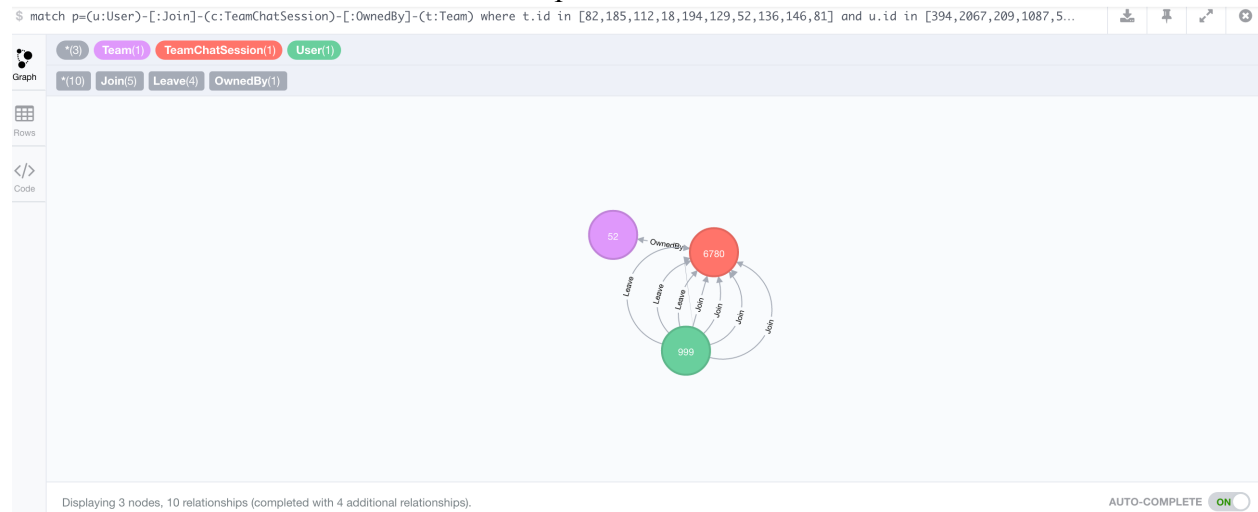 $ match p=(u:User)-[:Join]-(c:TeamChatSession)-[:OwnedBy]-(t:Team) where t.id in [82,185,112,18,194,129,52,136,146,81] and u.id in [394,2067,209,1087,5...
*(3) Team(1) TeamChatSession(1) User(1)
Graph
*(10) Join(5) Leave(4) OwnedBy(1)
Rows
</>
Code
52
OwnedBy
6780
Leave
Leave
Leave
Join
Join
Join
Join
999
Displaying 3 nodes, 10 relationships (completed with 4 additional relationships).
AUTO-COMPLETE ON